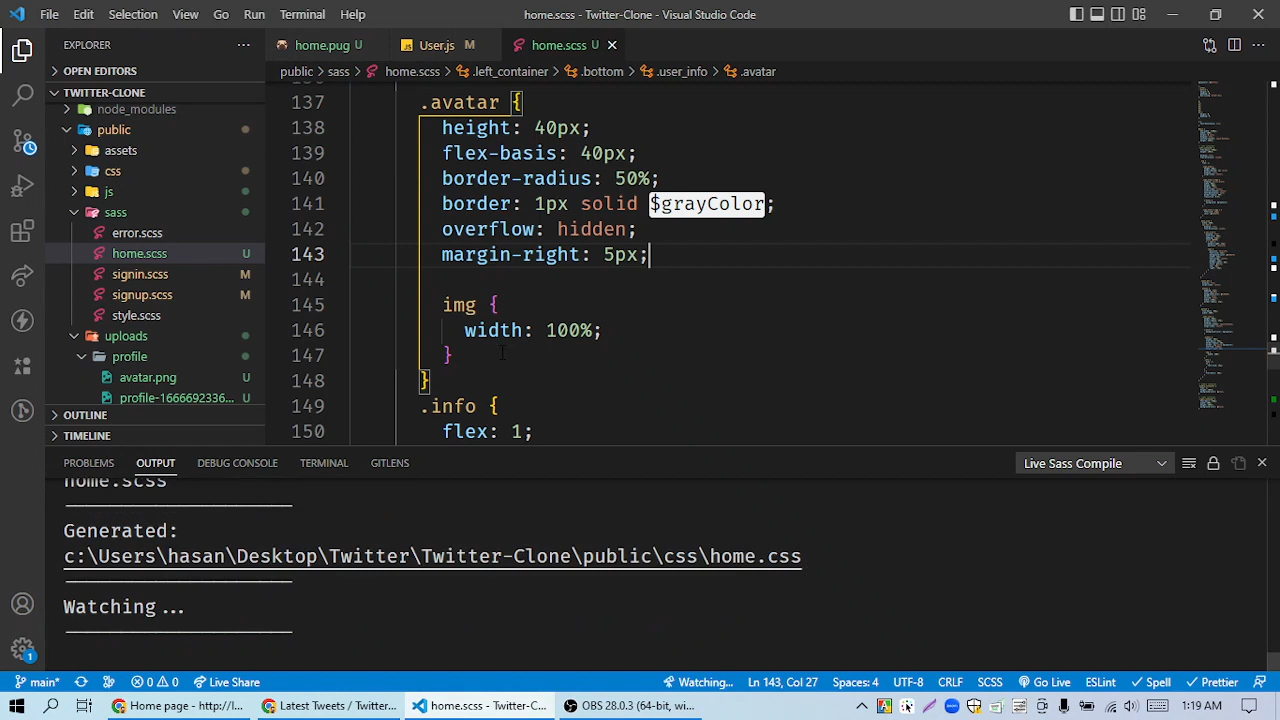 File Edit Selection View Go Run Terminal Help home.scss - Twitter-Clone - Visual Studio Code
EXPLORER ... home.pug U JS User.js M home.scss U
public > sass > home.scss > .left_container > .bottom > .user_info > .avatar
OPEN EDITORS
TWITTER-CLONE
node_modules
public
assets
css
JS js
sass
error.scss
home.scss U
signin.scss M
signup.scss M
style.scss
uploads
profile
avatar.png U
profile-1666692336... U
OUTLINE
TIMELINE
1
137 .avatar {
138 height: 40px;
139 flex-basis: 40px;
140 border-radius: 50%;
141 border: 1px solid $grayColor;
142 overflow: hidden;
143 margin-right: 5px;
144
145 img {
146 width: 100%;
147 }
148 }
149 .info {
150 flex: 1;
PROBLEMS OUTPUT DEBUG CONSOLE TERMINAL GITLENS Live Sass Compile
home.scss
Generated:
c:\Users\hasan\Desktop\Twitter\Twitter-Clone\public\css\home.css
Watching...
main* 0 0 Live Share Watching... Ln 143, Col 27 Spaces: 4 UTF-8 CRLF SCSS Go Live ESLint Spell Prettier
Home page - http://l... Latest Tweets / Twitter... home.scss - Twitter-C... OBS 28.0.3 (64-bit, wi... 1:19 AM